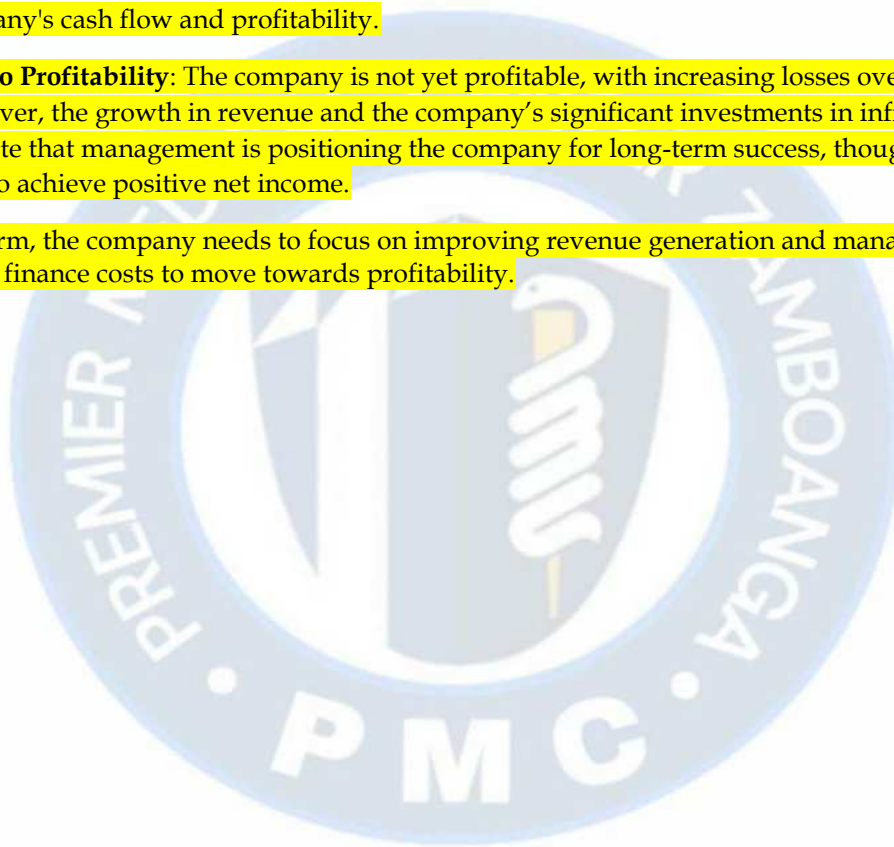 any's cash flow and profitability.
o Profitability: The company is not yet profitable, with increasing losses ove
ver, the growth in revenue and the company's significant investments in inf
te that management is positioning the company for long-term success, thoug
o achieve positive net income.
rm, the company needs to focus on improving revenue generation and mana
finance costs to move towards profitability.
PREMIER
ZAMBOANGA
PMC